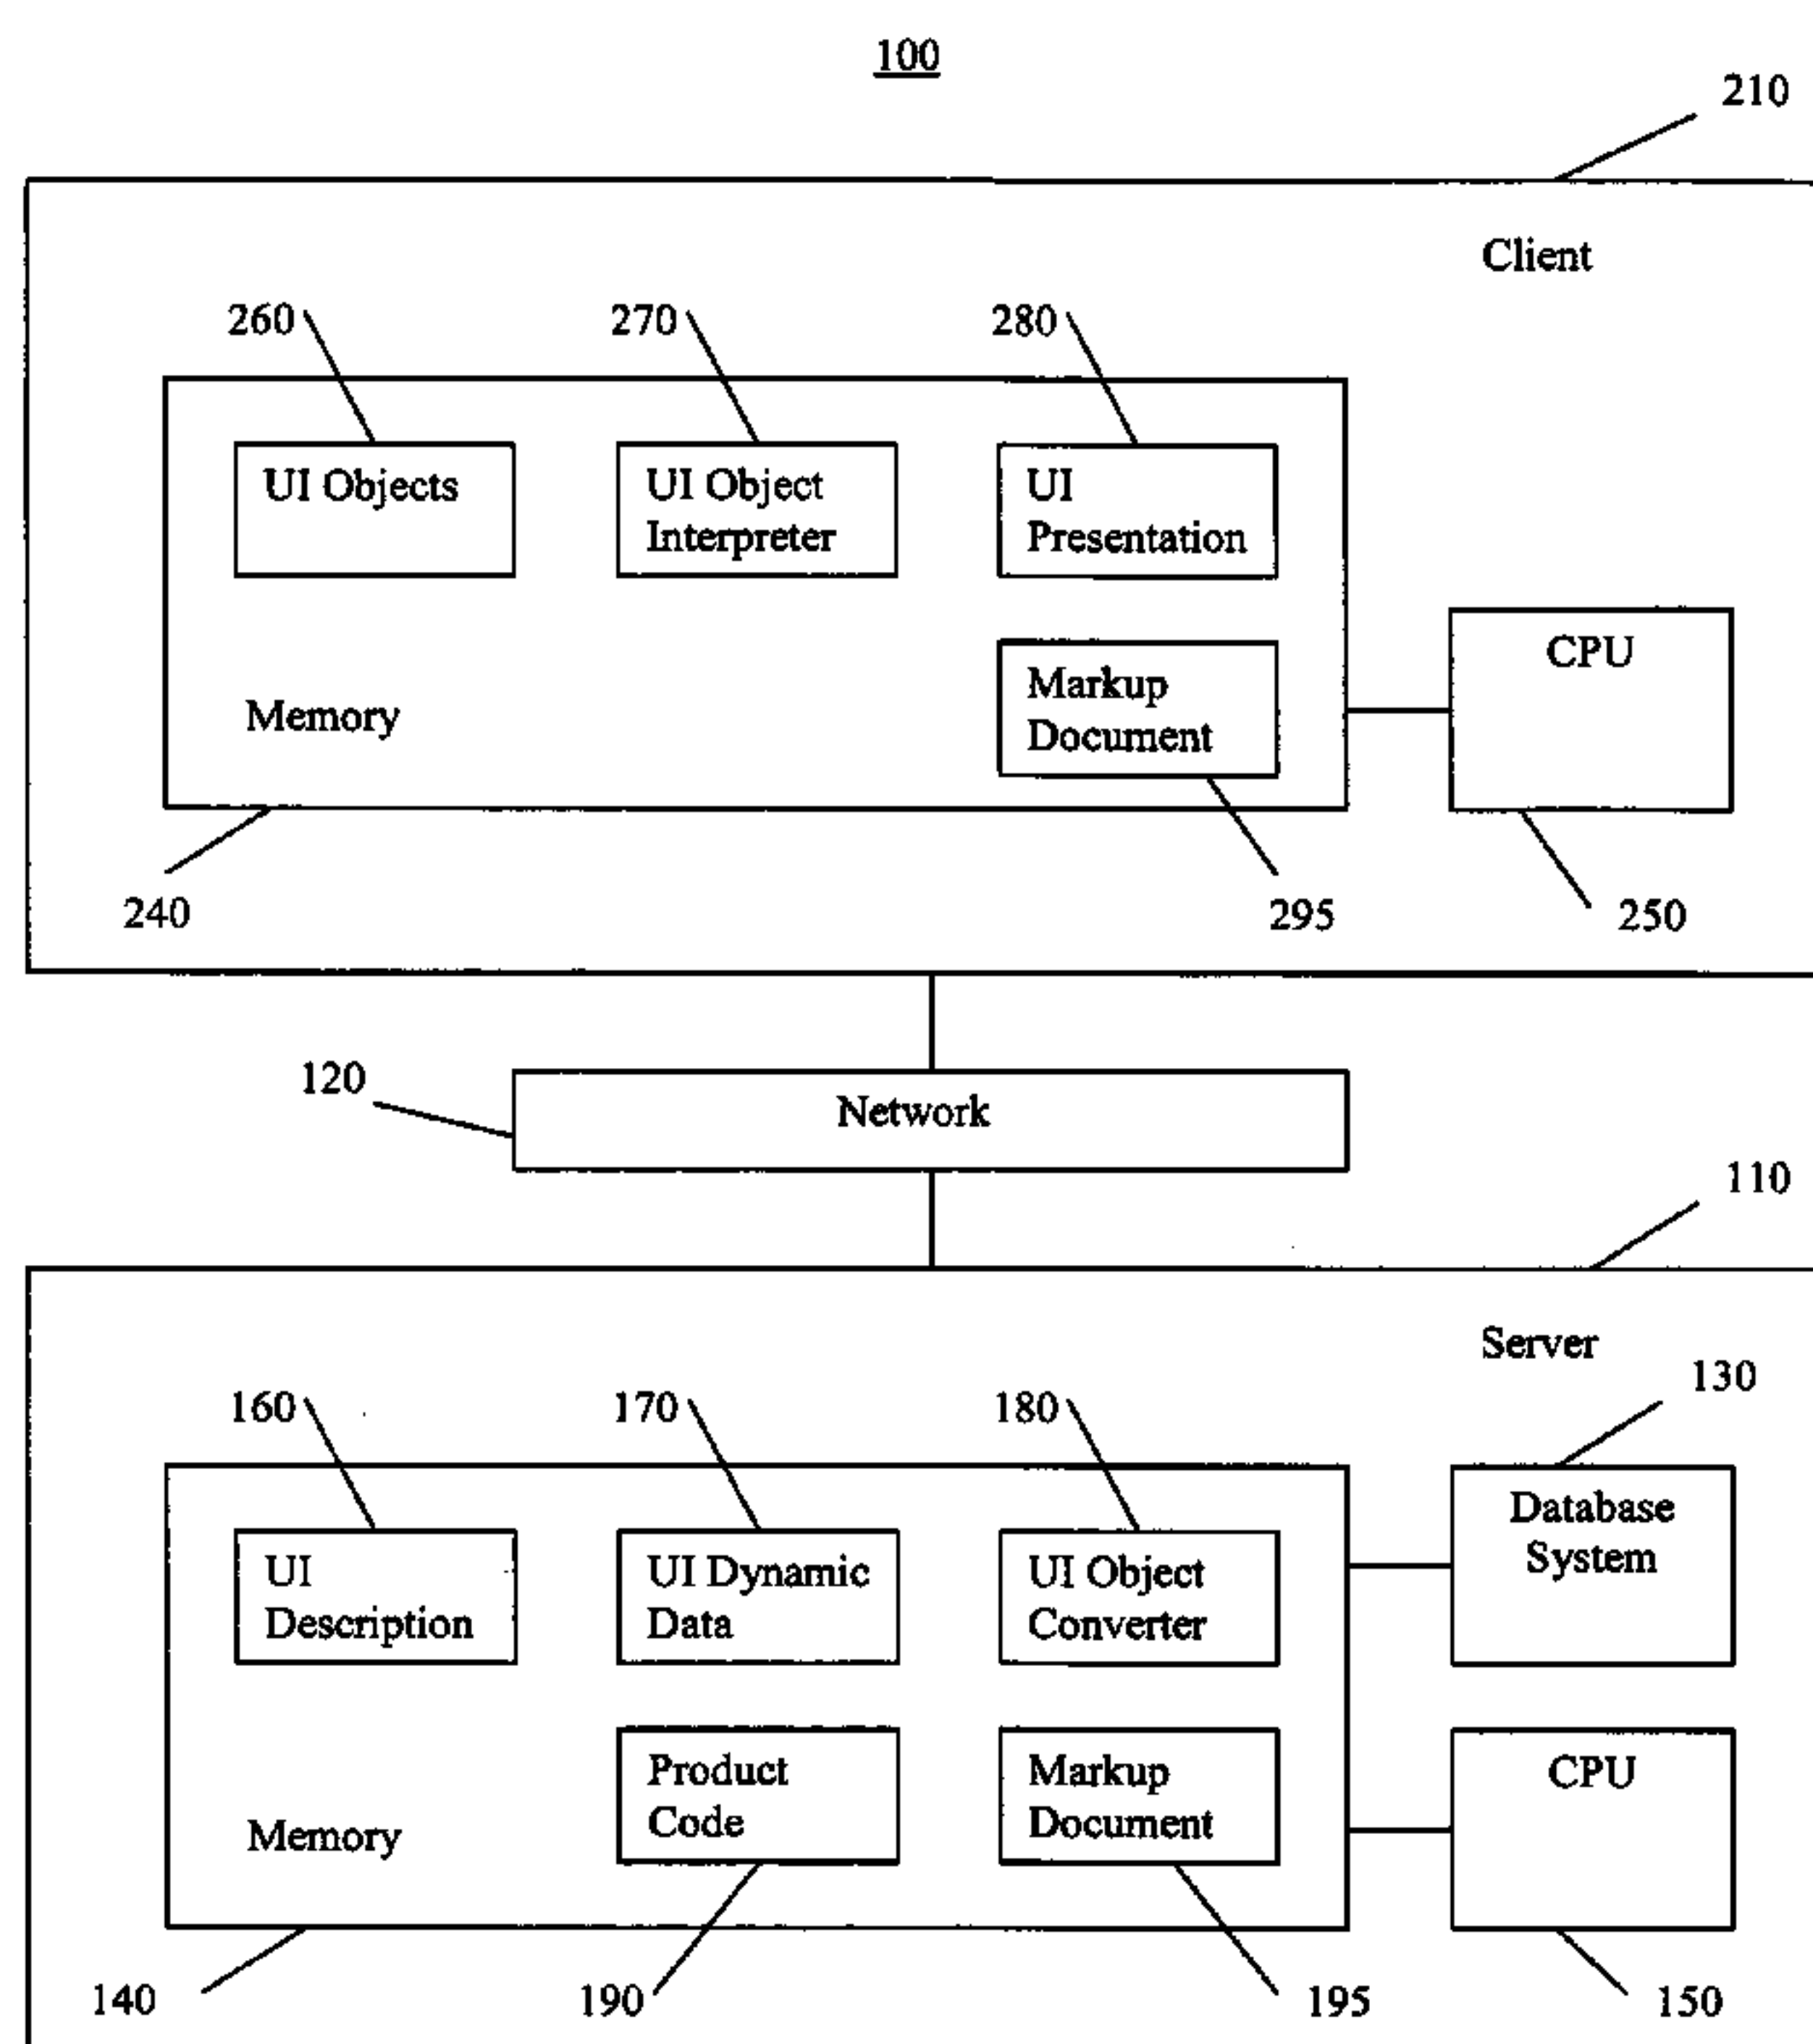 100
210
Client
260
270
280
UI Objects
UI Object
Interpreter
UI
Presentation
CPU
Markup
Document
Memory
240
295
250
120
Network
110
Server
130
160
170
180
Database
System
UI
Description
UI Dynamic
Data
UI Object
Converter
Product
Code
Markup
Document
CPU
Memory
140
190
195
150